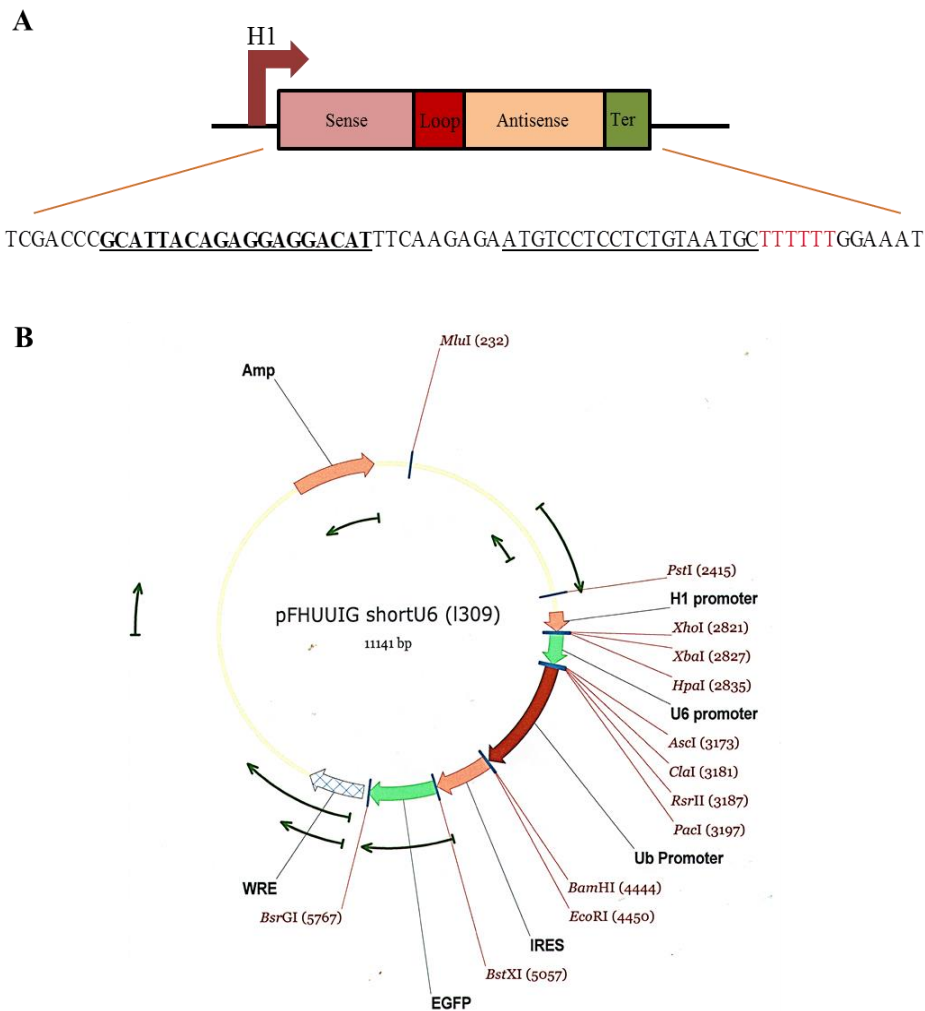 A
H1
Sense
Loop
Antisense
Ter
TCGACCCGCATTACAGAGGAGGACATTTCAAGAGAATGTCCTCCTCTGTAATGCTTTTTTGGAAAT
B
MluI (232)
Amp
PstI (2415)
H1 promoter
XhoI (2821)
XbaI (2827)
HpaI (2835)
U6 promoter
AscI (3173)
ClaI (3181)
RsrII (3187)
PacI (3197)
Ub Promoter
BamHI (4444)
EcoRI (4450)
IRES
BstXI (5057)
EGFP
BsrGI (5767)
WRE
pFHUUIG shortU6 (l309)
11141 bp